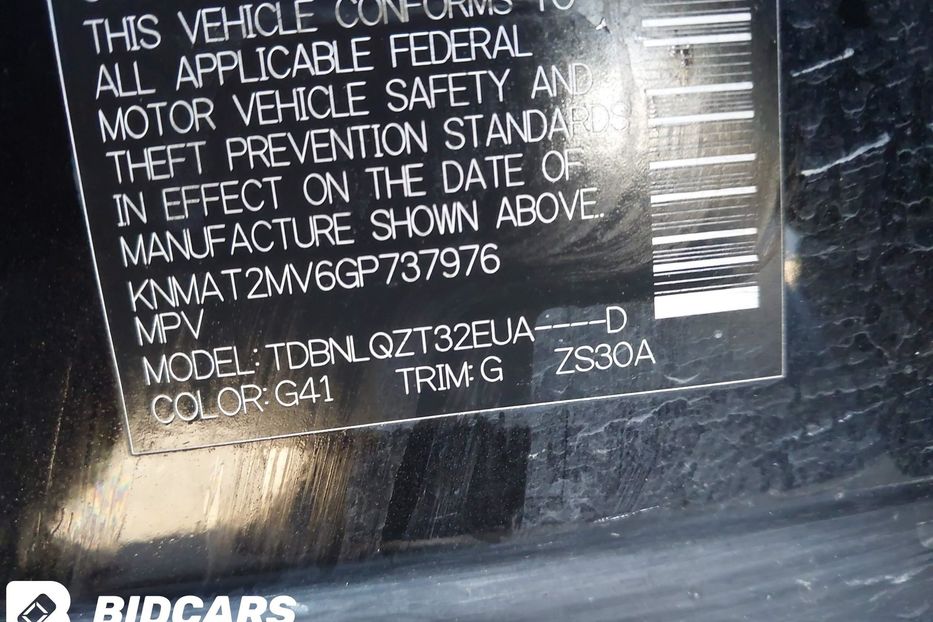 THIS VEHICLE CONFORMS TO
ALL APPLICABLE FEDERAL
MOTOR VEHICLE SAFETY AND
THEFT PREVENTION STANDARDS
IN EFFECT ON THE DATE OF
MANUFACTURE SHOWN ABOVE..
KNMAT2MV6GP737976
MPV
MODEL: TDBNLQZT32EUA----D
COLOR: G41 TRIM: G ZS30A
BIDCARS